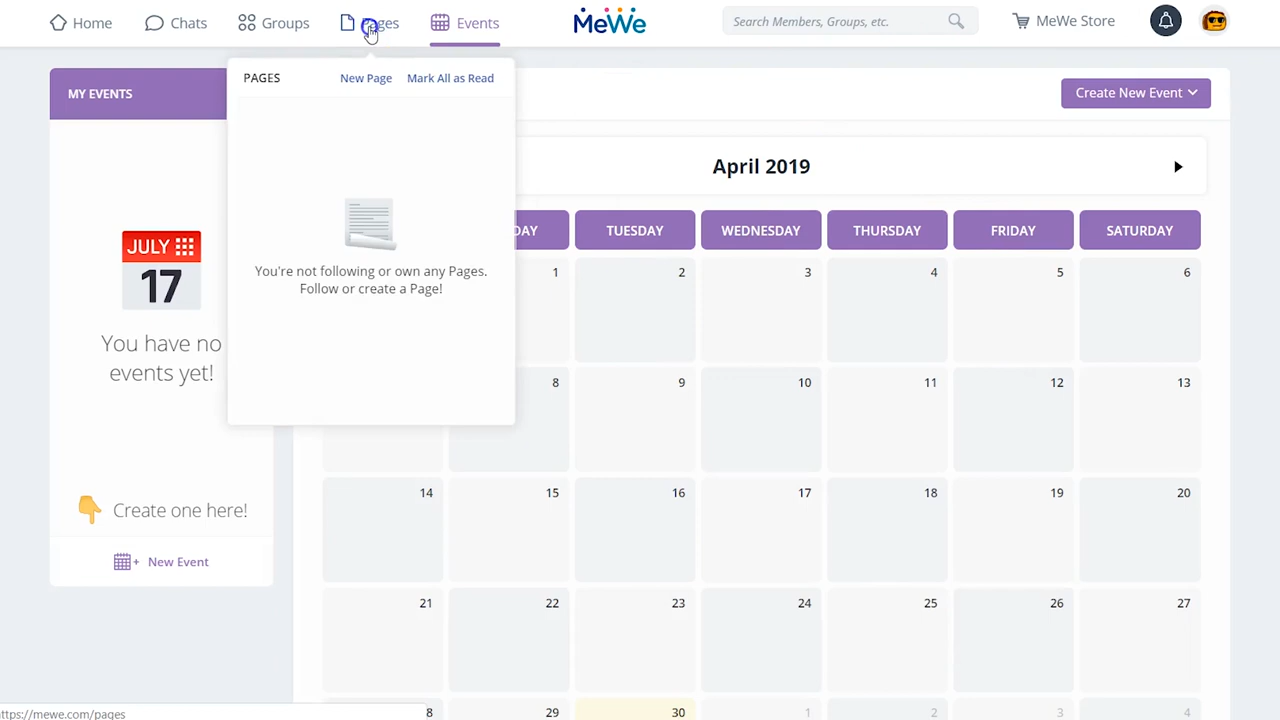 Home Chats Groups Pages Events MeWe Search Members, Groups, etc. MeWe Store
PAGES New Page Mark All as Read
MY EVENTS
Create New Event
You're not following or own any Pages.
Follow or create a Page!
JULY
17
You have no
events yet!
Create one here!
New Event
April 2019
DAY TUESDAY WEDNESDAY THURSDAY FRIDAY SATURDAY
1 2 3 4 5 6
8 9 10 11 12 13
14 15 16 17 18 19 20
21 22 23 24 25 26 27
8 29 30 1 2 3 4
https://mewe.com/pages